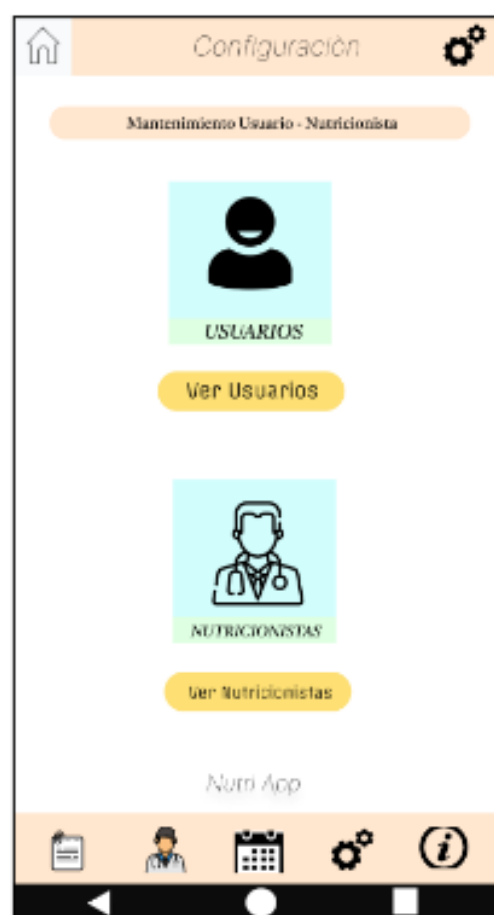 Configuraciòn
Mantenimiento Usuario - Nutricionista
USUARIOS
Ver Usuarios
NUTRICIONISTAS
Ver Nutricionistas
Nutri App